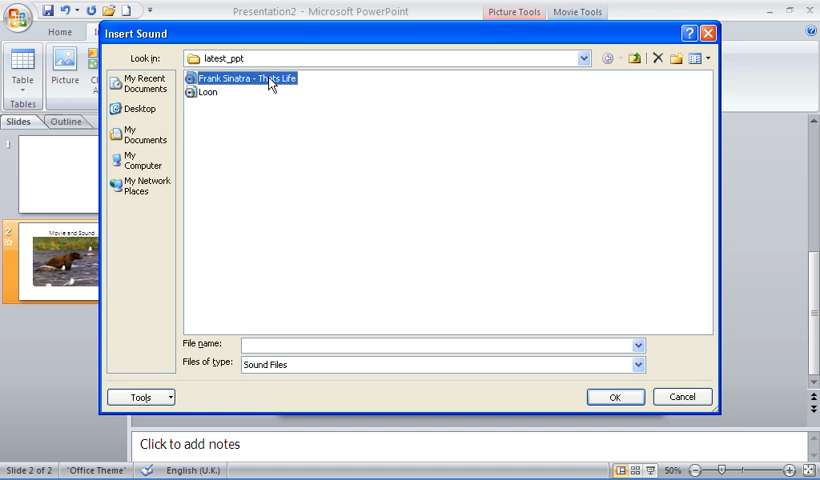 Presentation2 - Microsoft PowerPoint
Picture Tools
Movie Tools
Home
Table
Picture
Tables
Slides
Outline
1
2
Movie and Sound
Insert Sound
Look in:
latest_ppt
My Recent
Documents
Desktop
My
Documents
My
Computer
My Network
Places
Frank Sinatra - Thats Life
Loon
File name:
Files of type:
Sound Files
Tools
OK
Cancel
Click to add notes
Slide 2 of 2
"Office Theme"
English (U.K.)
50%